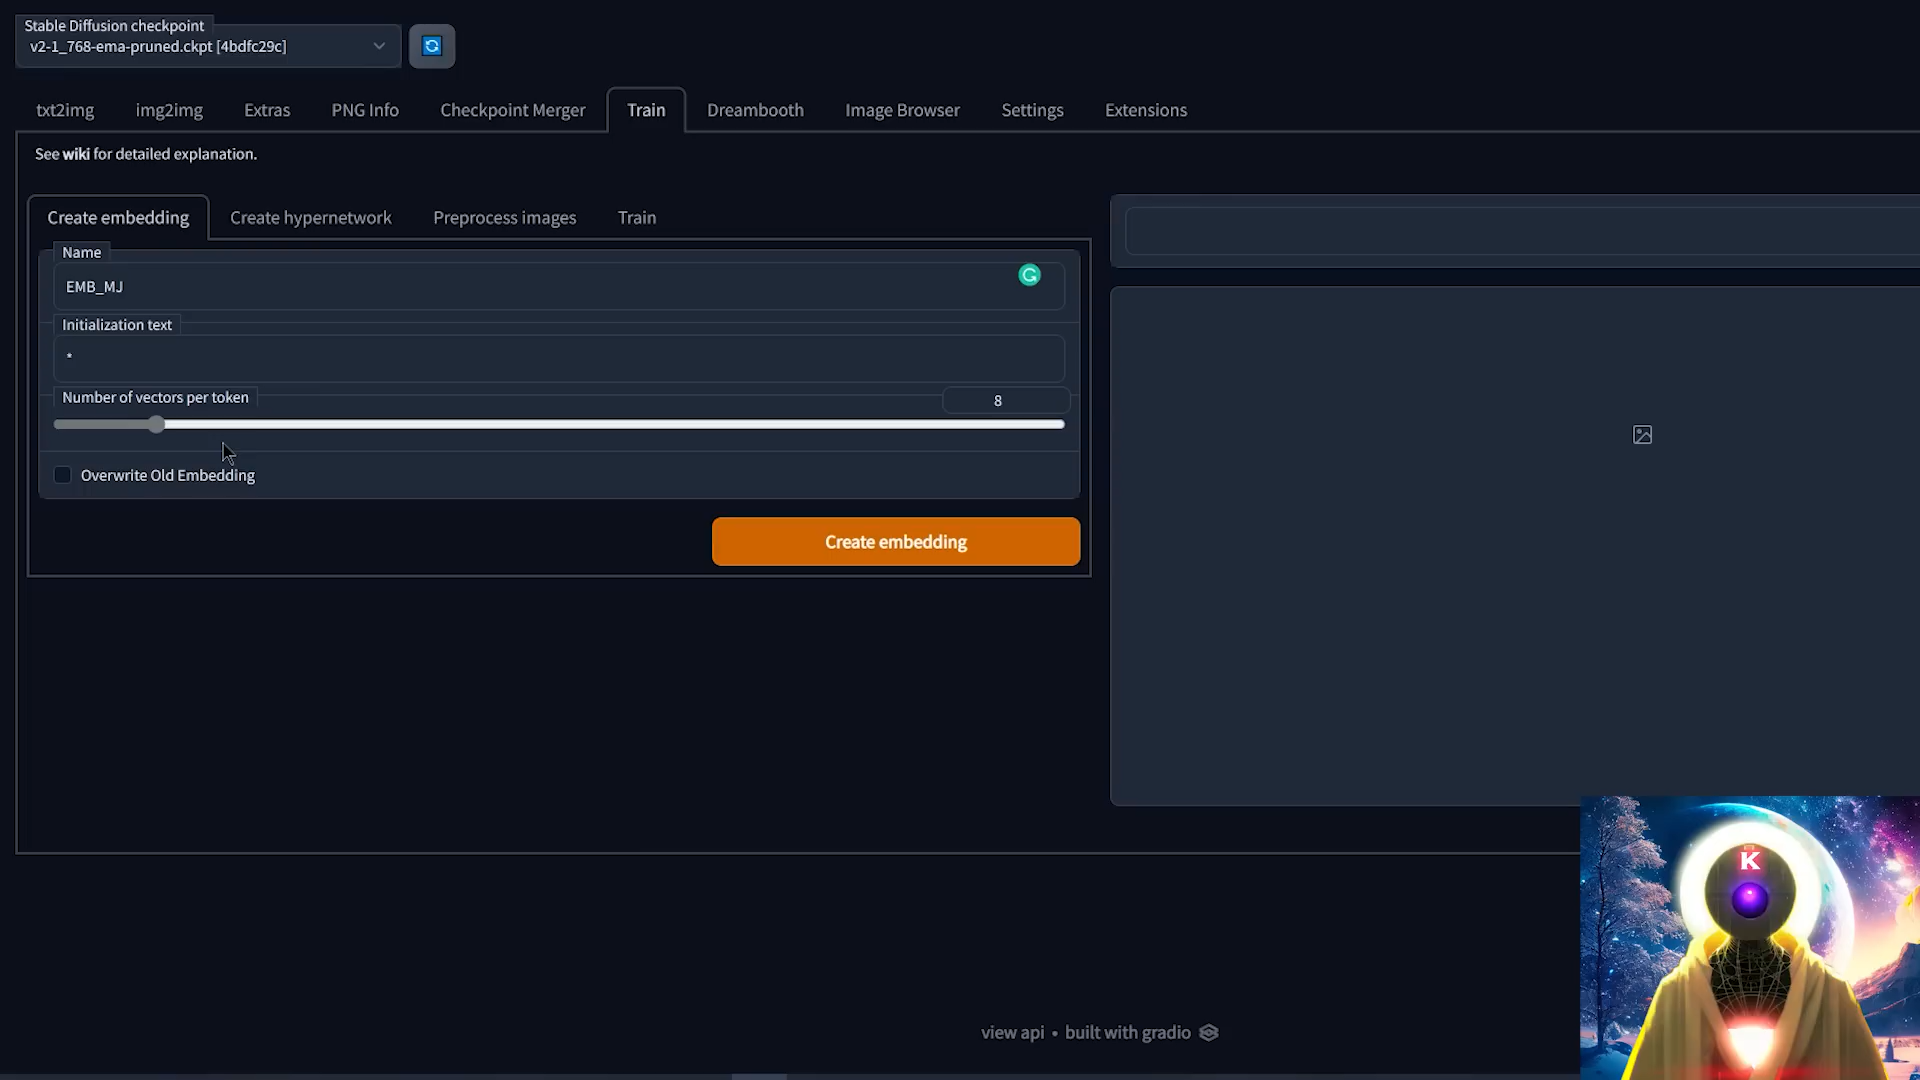 Stable Diffusion checkpoint
v2-1_768-ema-pruned.ckpt [4bdfc29c]
txt2img img2img Extras PNG Info Checkpoint Merger Train Dreambooth Image Browser Settings Extensions
See wiki for detailed explanation.
Create embedding Create hypernetwork Preprocess images Train
Name
EMB_MJ
Initialization text
*
Number of vectors per token
8
Overwrite Old Embedding
Create embedding
K
view api • built with gradio